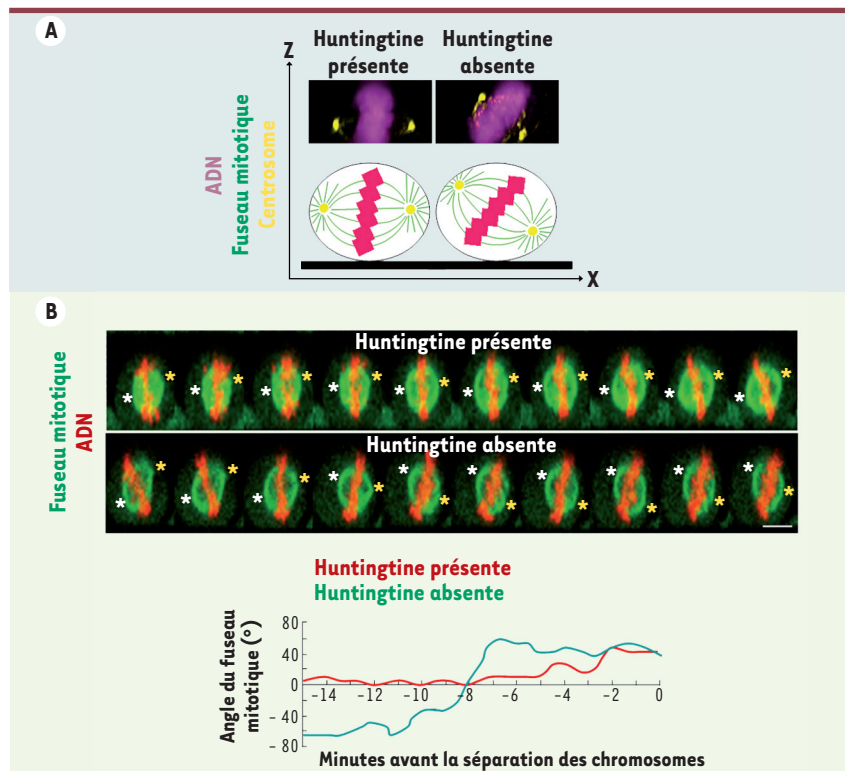 A
Huntingtine présente
Huntingtine absente
Z
ADN
Fuseau mitotique
Centrosome
X
B
Huntingtine présente
Fuseau mitotique
ADN
Huntingtine absente
Huntingtine présente
Huntingtine absente
Angle du fuseau
mitotique (°)
80
40
0
- 40
- 80
-14 -12 -10 -8 -6 -4 -2 0
Minutes avant la séparation des chromosomes